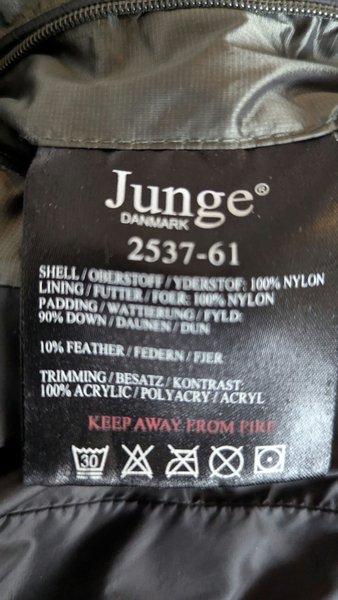 Junge®
DANMARK
2537-61
SHELL / OBERSTOFF / YDERSTOF: 100% NYLON
LINING / FUTTER / FOER: 100% NYLON
PADDING / WATTIERUNG / FYLD:
90% DOWN / DAUNEN / DUN
10% FEATHER / FEDERN / FJER
TRIMMING / BESATZ / KONTRAST:
100% ACRYLIC / POLYACRY / ACRYL
KEEP AWAY FROM FIRE
30